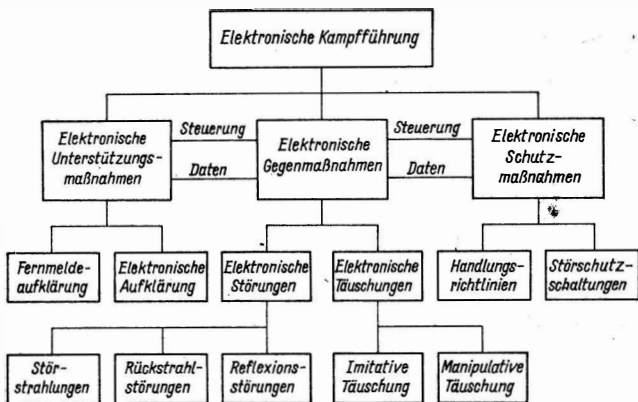 Elektronische Kampfführung
Elektronische
Unterstützungs-
maßnahmen
Steuerung
Daten
Elektronische
Gegenmaßnahmen
Steuerung
Daten
Elektronische
Schutz-
maßnahmen
Fernmelde-
aufklärung
Elektronische
Aufklärung
Elektronische
Störungen
Elektronische
Täuschungen
Handlungs-
richtlinien
Störschutz-
schaltungen
Stör-
strahlungen
Rückstrahl-
störungen
Reflexions-
störungen
Imitative
Täuschung
Manipulative
Täuschung